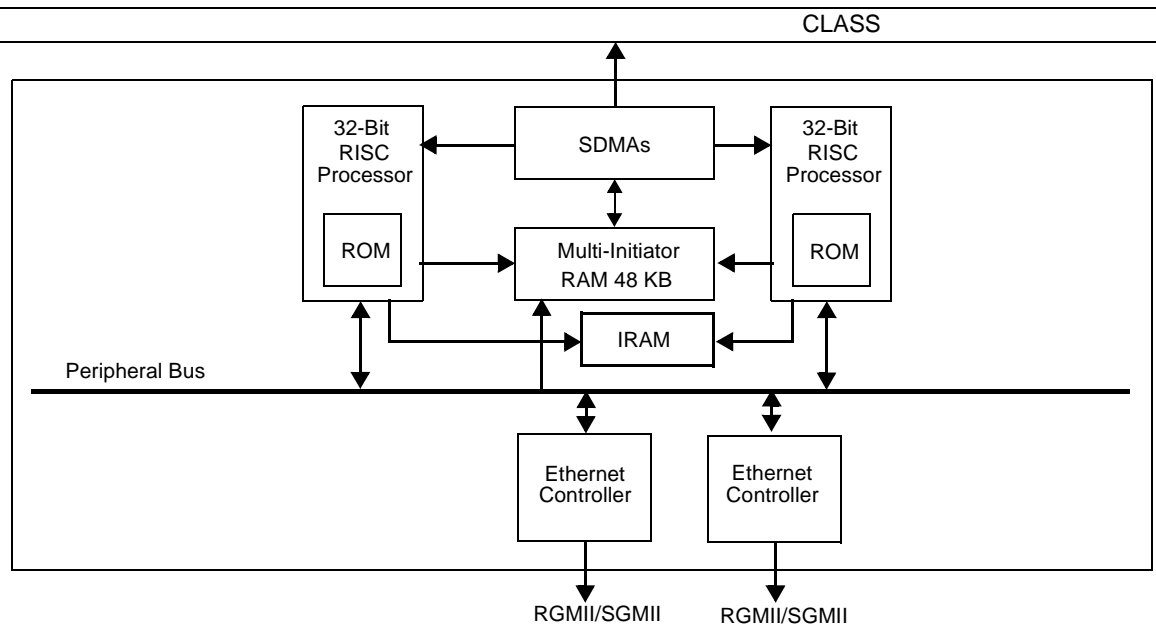 CLASS
32-Bit
RISC
Processor
ROM
SDMAs
32-Bit
RISC
Processor
ROM
Multi-Initiator
RAM 48 KB
IRAM
Peripheral Bus
Ethernet
Controller
Ethernet
Controller
RGMII/SGMII
RGMII/SGMII